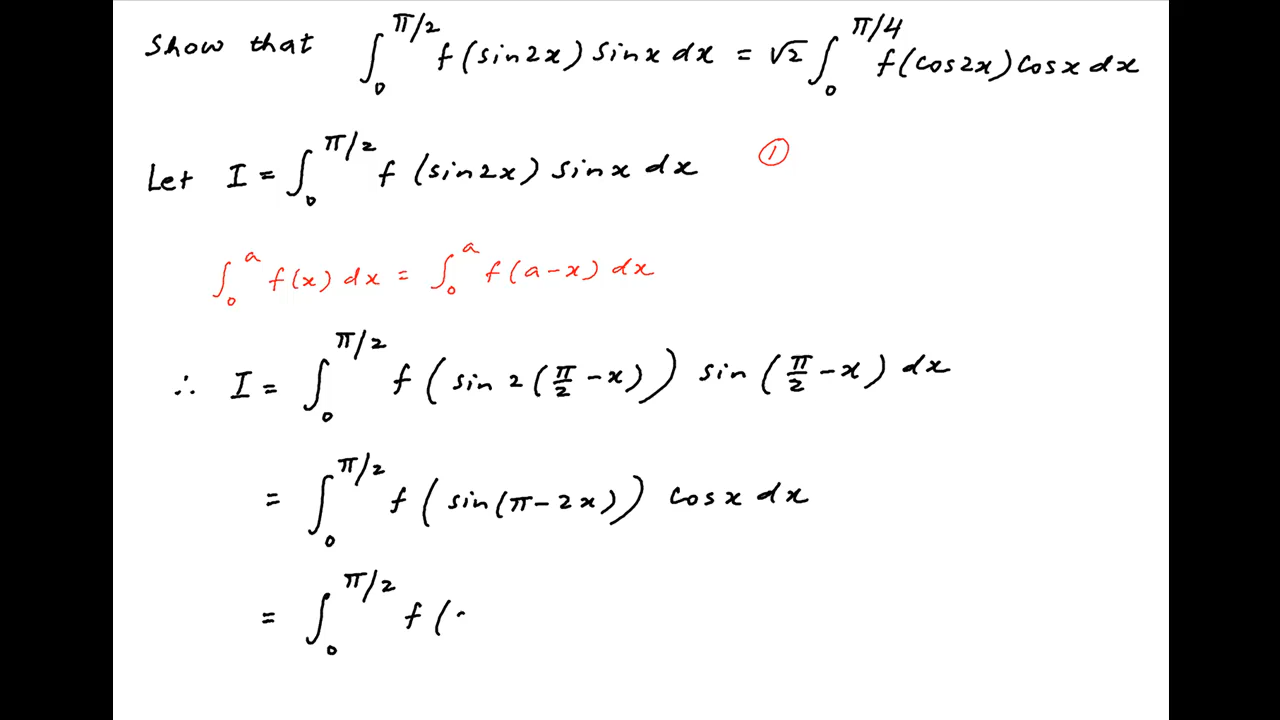 Show that ∫₀^{π/2} f(sin2x) sinx dx = √2 ∫₀^{π/4} f(cos2x) cosx dx
Let I = ∫₀^{π/2} f(sin2x) sinx dx ①
∫₀^a f(x) dx = ∫₀^a f(a-x) dx
∴ I = ∫₀^{π/2} f(sin 2(π/2 - x)) sin(π/2 - x) dx
= ∫₀^{π/2} f(sin(π - 2x)) cosx dx
= ∫₀^{π/2} f(